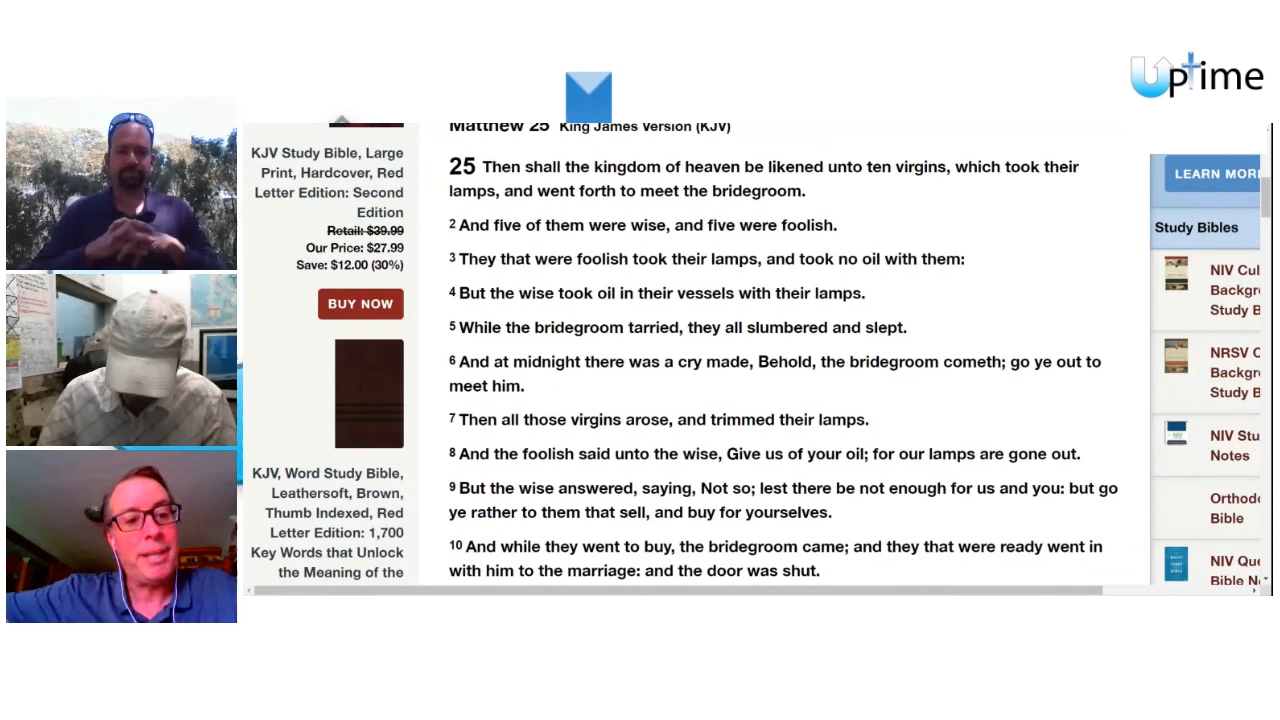 Uptime
KJV Study Bible, Large
Print, Hardcover, Red
Letter Edition: Second
Edition
Retail: $39.99
Our Price: $27.99
Save: $12.00 (30%)
BUY NOW
KJV, Word Study Bible,
Leathersoft, Brown,
Thumb Indexed, Red
Letter Edition: 1,700
Key Words that Unlock
the Meaning of the
Matthew 25 King James Version (KJV)
25 Then shall the kingdom of heaven be likened unto ten virgins, which took their
lamps, and went forth to meet the bridegroom.
2 And five of them were wise, and five were foolish.
3 They that were foolish took their lamps, and took no oil with them:
4 But the wise took oil in their vessels with their lamps.
5 While the bridegroom tarried, they all slumbered and slept.
6 And at midnight there was a cry made, Behold, the bridegroom cometh; go ye out to
meet him.
7 Then all those virgins arose, and trimmed their lamps.
8 And the foolish said unto the wise, Give us of your oil; for our lamps are gone out.
9 But the wise answered, saying, Not so; lest there be not enough for us and you: but go
ye rather to them that sell, and buy for yourselves.
10 And while they went to buy, the bridegroom came; and they that were ready went in
with him to the marriage: and the door was shut.
LEARN MOR
Study Bibles
NIV Cul
Backgr
Study B
NRSV C
Backgr
Study B
NIV Stu
Notes
Orthod
Bible
NIV Qu
Bible N